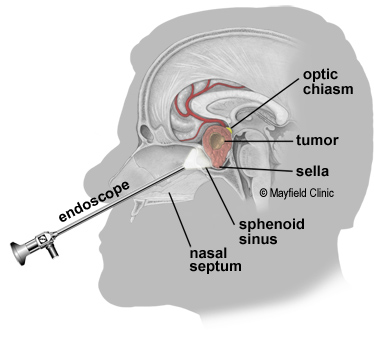 optic
chiasm
tumor
sella
© Mayfield Clinic
endoscope
sphenoid
sinus
nasal
septum